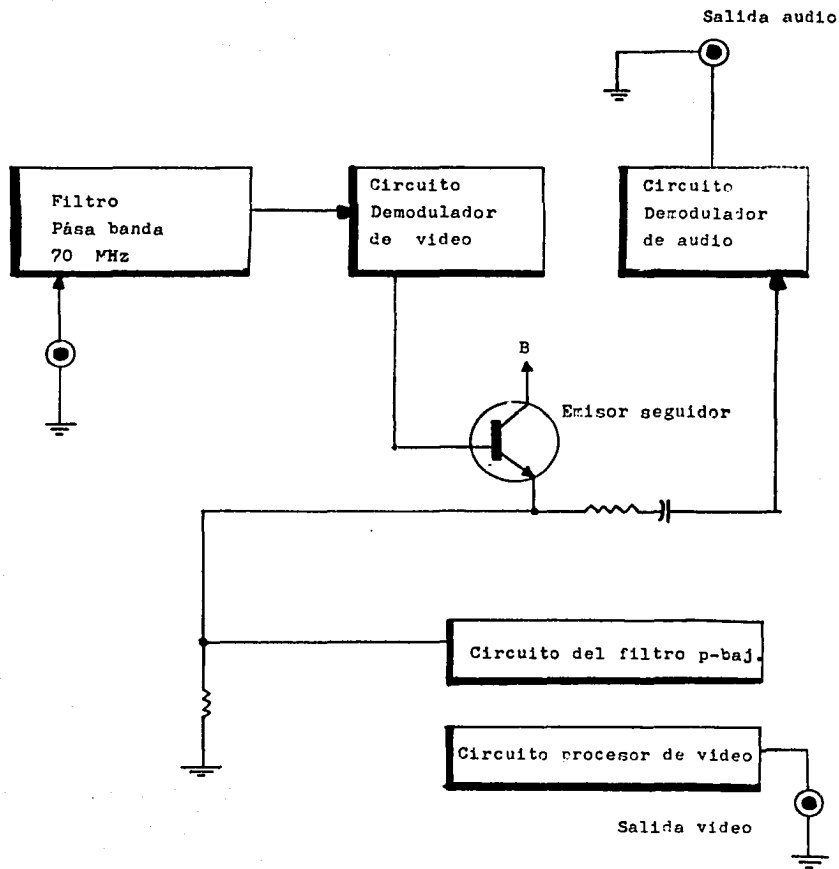 Salida audio
Filtro
Pása banda
70 MHz
Circuito
Demodulador
de video
Circuito
Demodulador
de audio
B
Emisor seguidor
Circuito del filtro p-baj.
Circuito procesor de video
Salida video